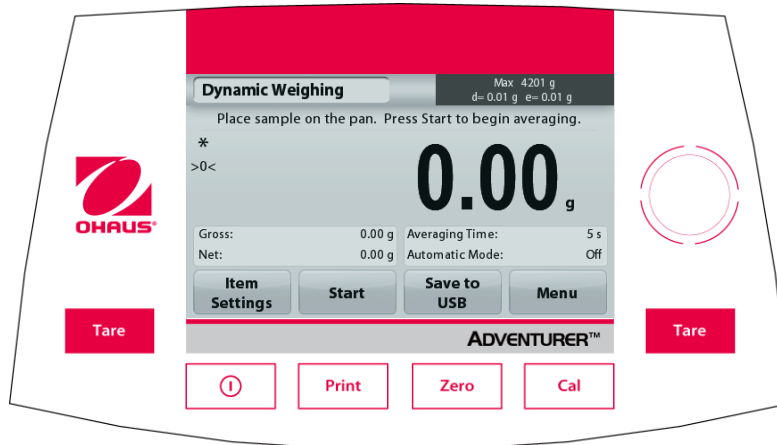 Dynamic Weighing
Max 4201 g
d= 0.01 g e= 0.01 g
Place sample on the pan. Press Start to begin averaging.
*
>0<
0.00 g
OHAUS®
Gross: 0.00 g Averaging Time: 5 s
Net: 0.00 g Automatic Mode: Off
Item
Settings
Start
Save to
USB
Menu
Tare
ADVENTURER™
Tare
Print
Zero
Cal